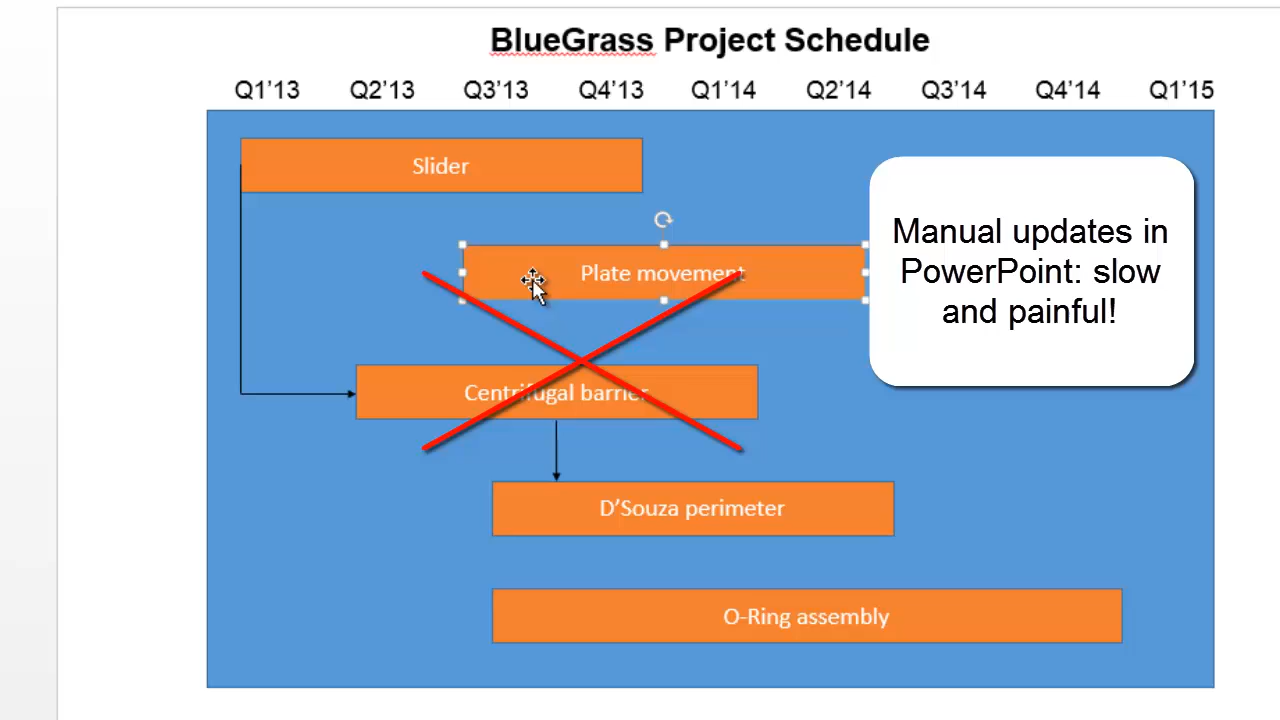 BlueGrass Project Schedule
Q1’13 Q2’13 Q3’13 Q4’13 Q1’14 Q2’14 Q3’14 Q4’14 Q1’15
Slider
Manual updates in
PowerPoint: slow
and painful!
Plate movement
Centrifugal barrier
D’Souza perimeter
O-Ring assembly